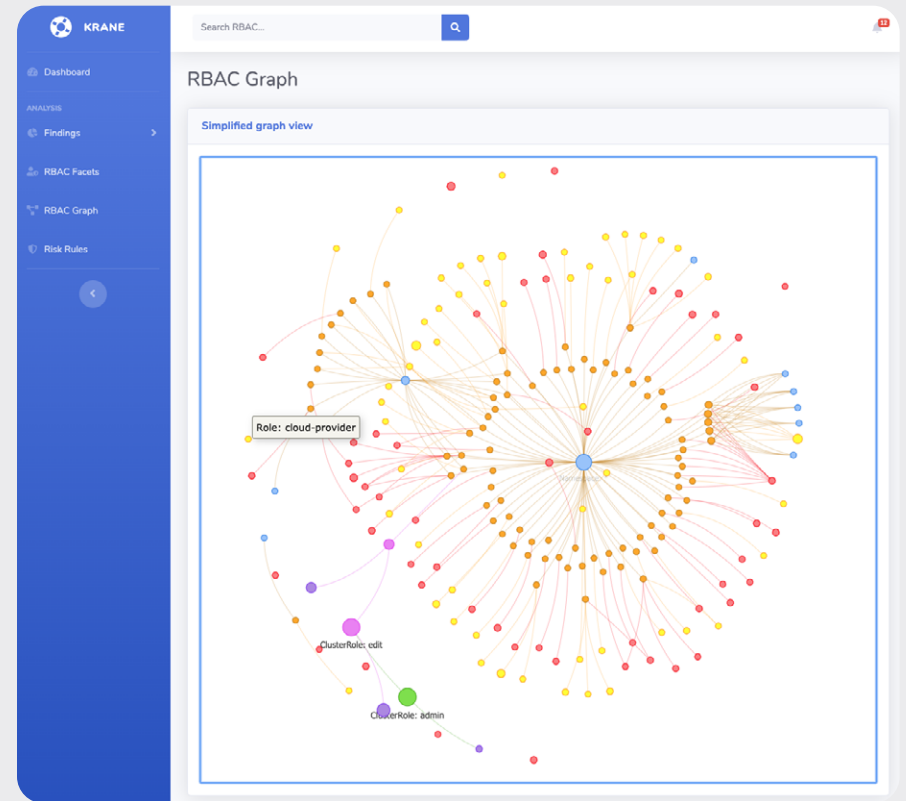 KRANE
Search RBAC...
12
Dashboard
RBAC Graph
ANALYSIS
Simplified graph view
Findings
RBAC Facets
RBAC Graph
Risk Rules
Role: cloud-provider
ClusterRole: edit
ClusterRole: admin